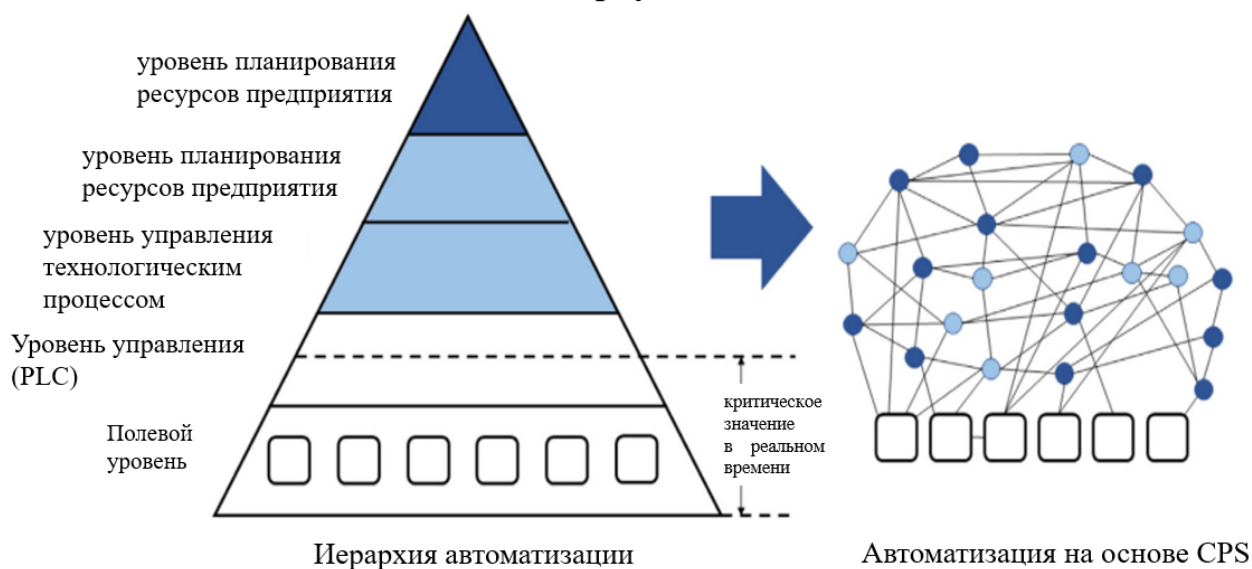 уровень планирования
ресурсов предприятия
уровень планирования
ресурсов предприятия
уровень управления
технологическим
процессом
Уровень управления
(PLC)
Полевой
уровень
критическое
значение
в реальном
времени
Иерархия автоматизации
Автоматизация на основе CPS